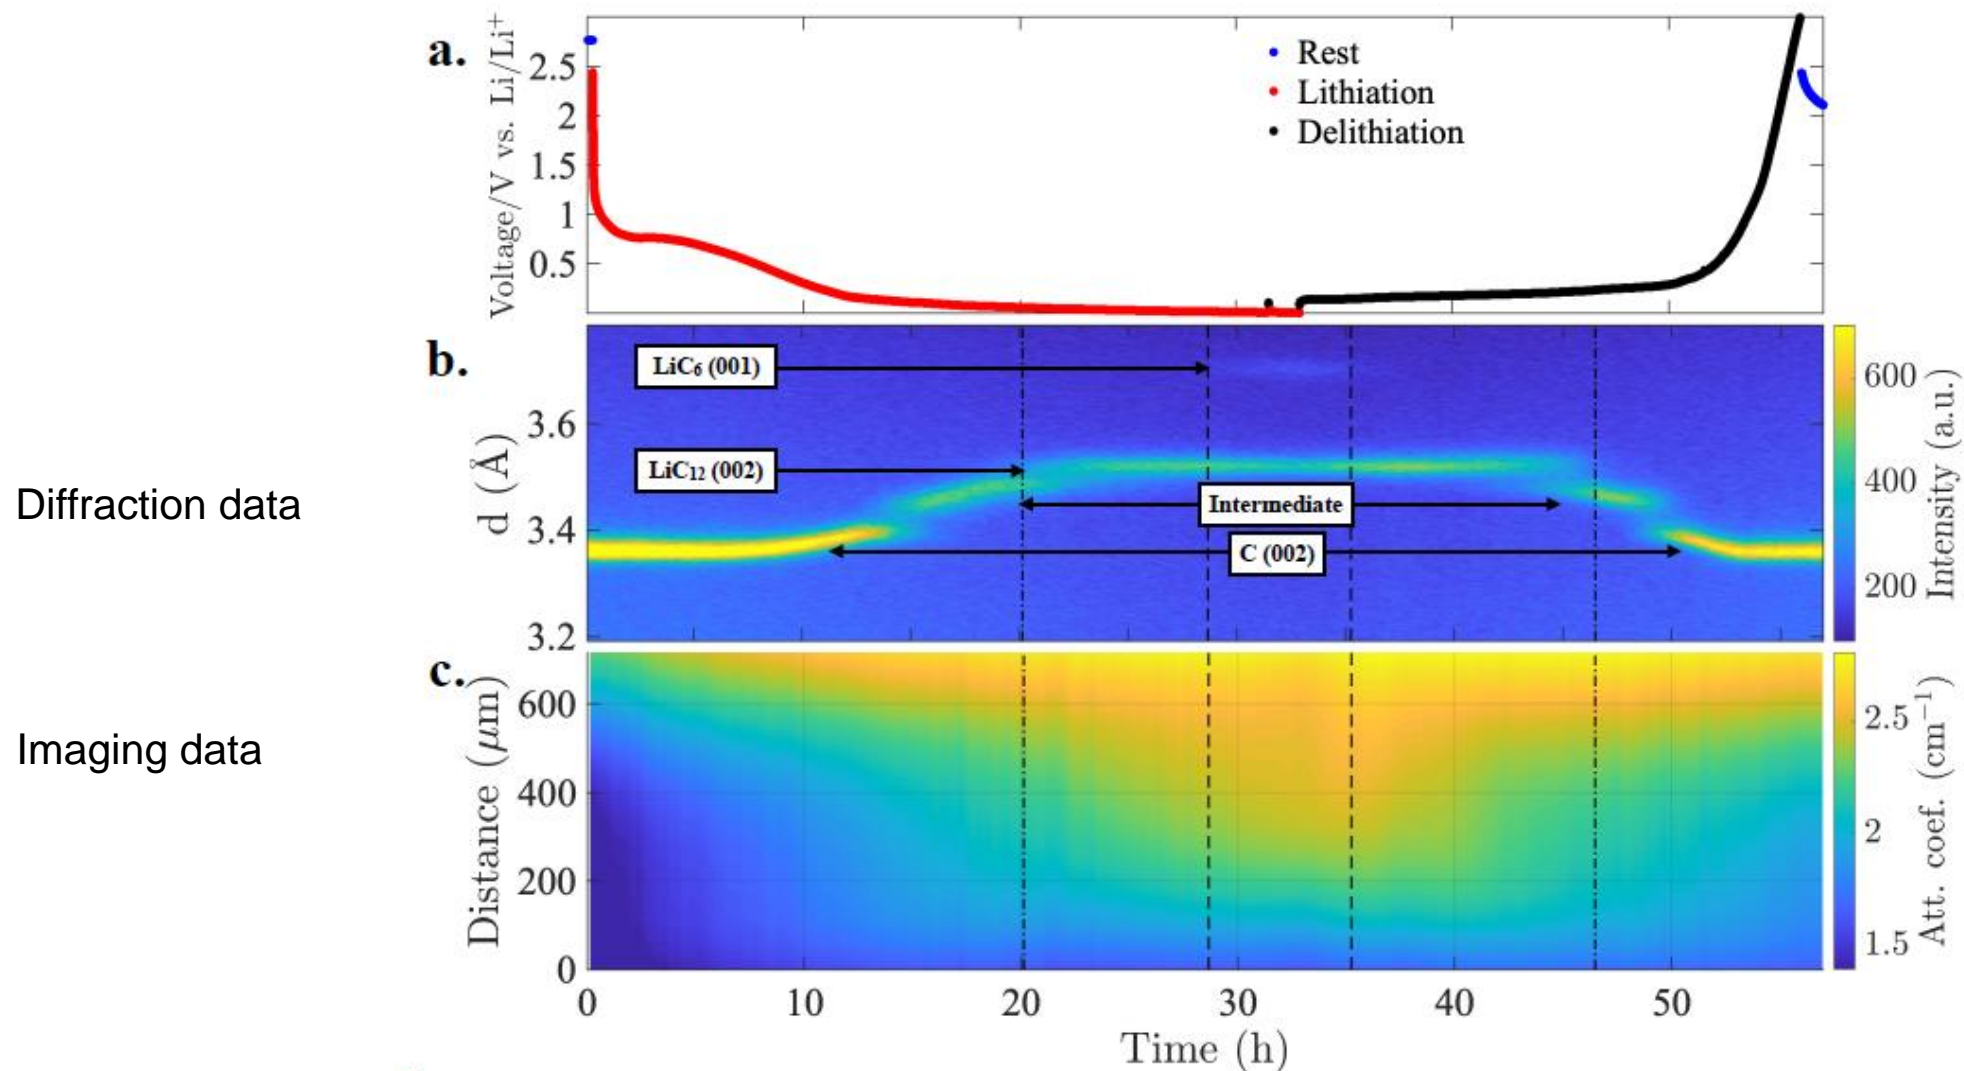 a.
Voltage/V vs. Li/Li⁺
2.5
2
1.5
1
0.5
Rest
Lithiation
Delithiation
Diffraction data
b.
d (Å)
3.6
3.4
3.2
LiC₆ (001)
LiC₁₂ (002)
Intermediate
C (002)
600
400
200
Intensity (a.u.)
Imaging data
c.
Distance (μm)
600
400
200
0
2.5
2
1.5
Att. coef. (cm⁻¹)
0 10 20 30 40 50
Time (h)